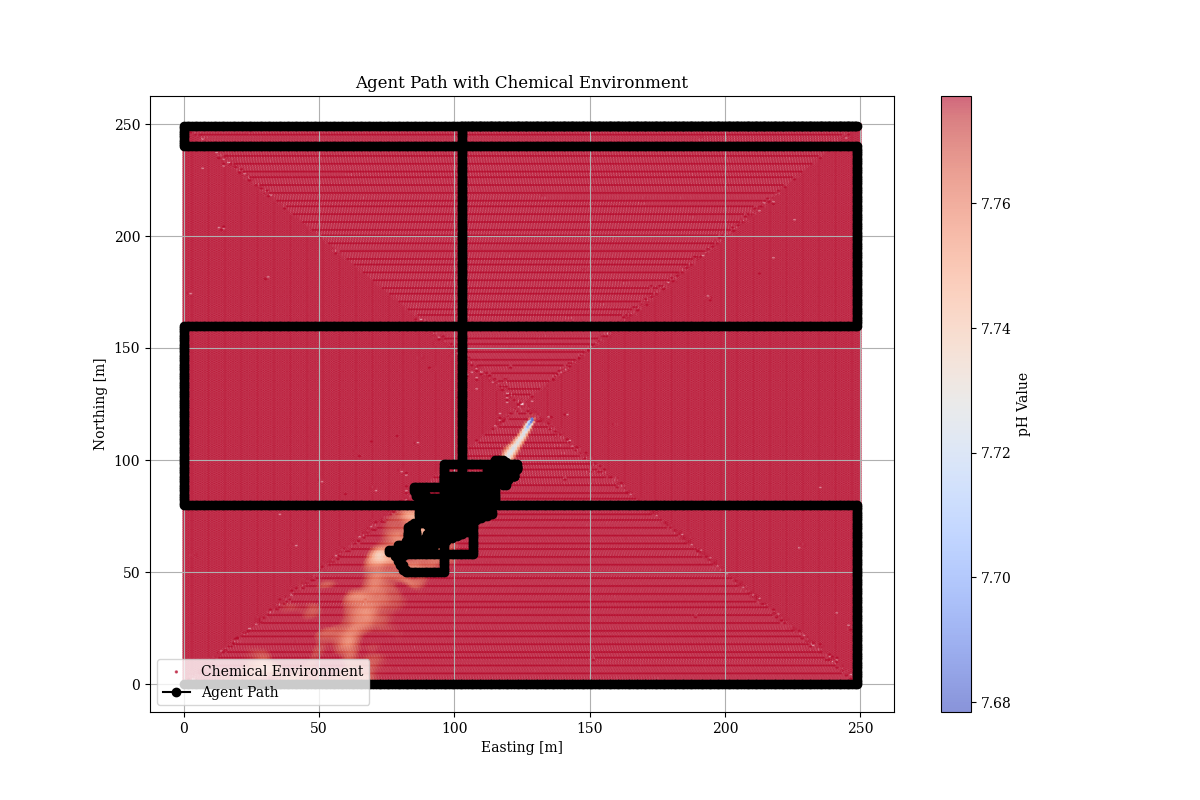 Agent Path with Chemical Environment
250
200
150
100
50
0
Northing [m]
0 50 100 150 200 250
Easting [m]
Chemical Environment
Agent Path
7.76
7.74
7.72
7.70
7.68
pH Value